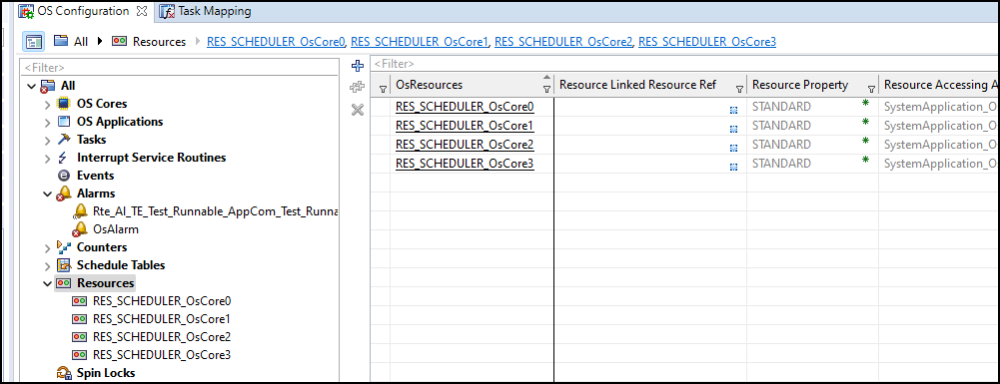 OS Configuration Task Mapping
All Resources RES_SCHEDULER_OsCore0, RES_SCHEDULER_OsCore1, RES_SCHEDULER_OsCore2, RES_SCHEDULER_OsCore3
<Filter>
All
OS Cores
OS Applications
Tasks
Interrupt Service Routines
Events
Alarms
Rte_Al_TE_Test_Runnable_AppCom_Test_Runna
OsAlarm
Counters
Schedule Tables
Resources
RES_SCHEDULER_OsCore0
RES_SCHEDULER_OsCore1
RES_SCHEDULER_OsCore2
RES_SCHEDULER_OsCore3
Spin Locks
<Filter>
OsResources Resource Linked Resource Ref Resource Property Resource Accessing A
RES_SCHEDULER_OsCore0 STANDARD SystemApplication_O
RES_SCHEDULER_OsCore1 STANDARD SystemApplication_O
RES_SCHEDULER_OsCore2 STANDARD SystemApplication_O
RES_SCHEDULER_OsCore3 STANDARD SystemApplication_O